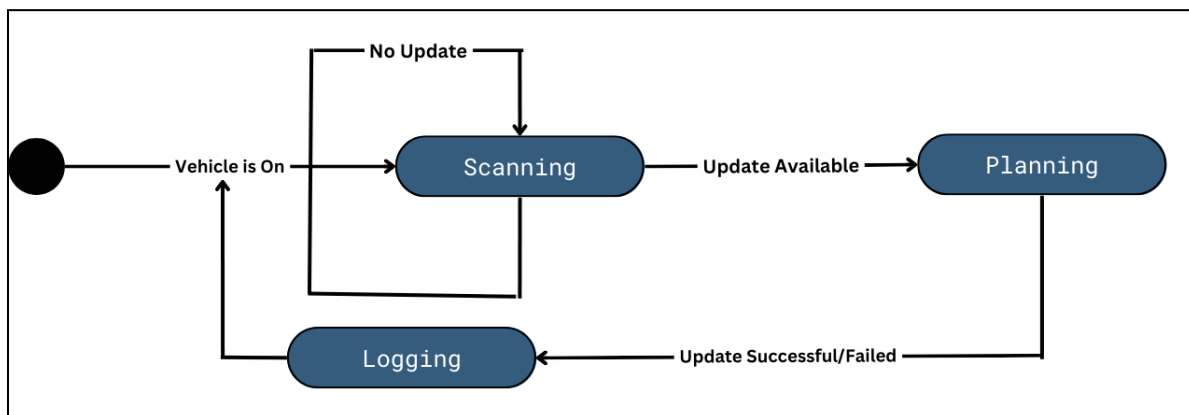 No Update
Vehicle is On
Scanning
Update Available
Planning
Logging
Update Successful/Failed